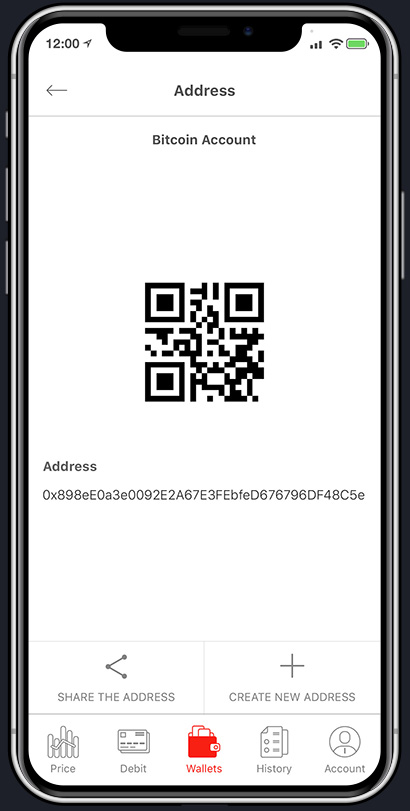 12:00
Address
Bitcoin Account
Address
0x898eE0a3e0092E2A67E3FEbfeD676796DF48C5e
SHARE THE ADDRESS
CREATE NEW ADDRESS
Price
Debit
Wallets
History
Account